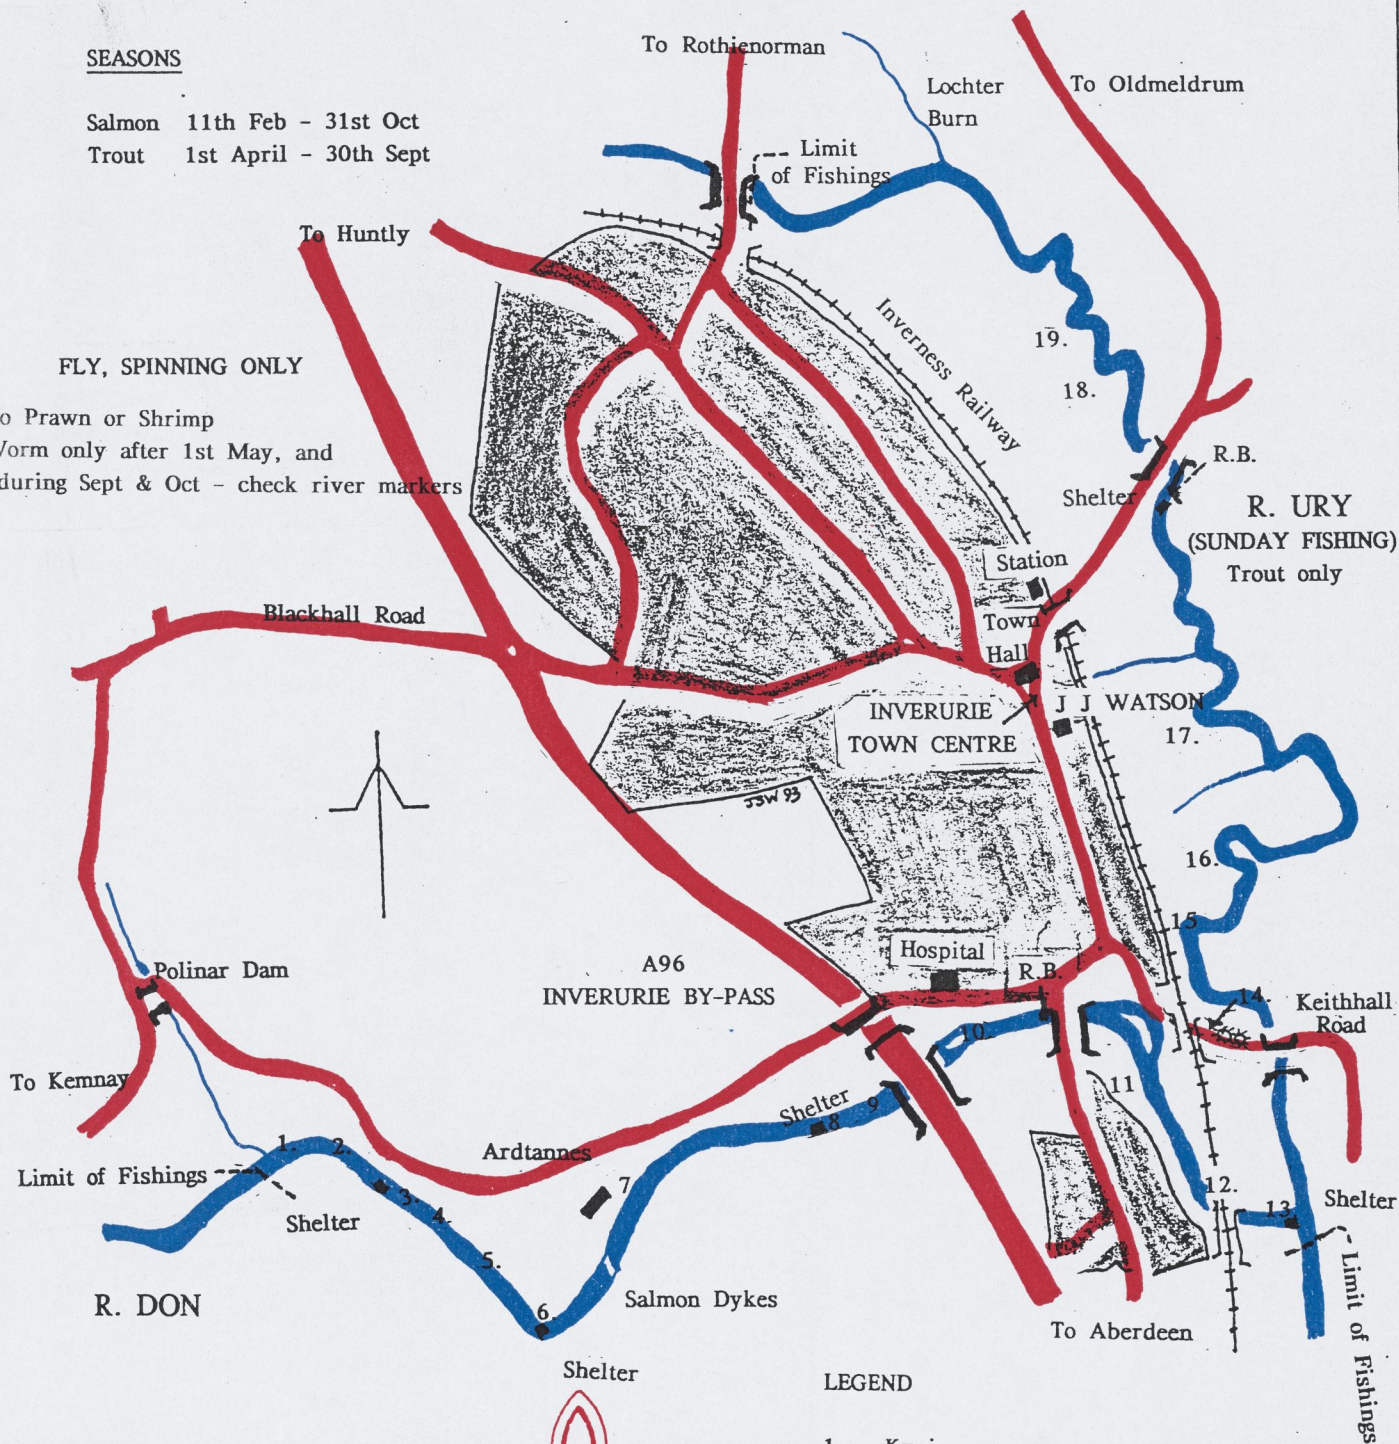 SEASONS
Salmon 11th Feb - 31st Oct
Trout 1st April - 30th Sept
To Rothienorman
Lochter
Burn
To Oldmeldrum
Limit
of Fishings
To Huntly
FLY, SPINNING ONLY
o Prawn or Shrimp
Worm only after 1st May, and
during Sept & Oct - check river markers
Inverness Railway
19.
18.
R.B.
Shelter
R. URY
(SUNDAY FISHING)
Trout only
Station
Town
Hall
Blackhall Road
INVERURIE
TOWN CENTRE
J J WATSON
17.
JSW 93
16.
15
Hospital
R.B.
A96
INVERURIE BY-PASS
Polinar Dam
14.
Keithhall
Road
10.
To Kemnay
11
Shelter
8
9
Ardtannes
7
1.
2.
3.
4.
5.
6.
Limit of Fishings
Shelter
12.
13.
Shelter
Limit of Fishings
R. DON
Salmon Dykes
To Aberdeen
Shelter
LEGEND